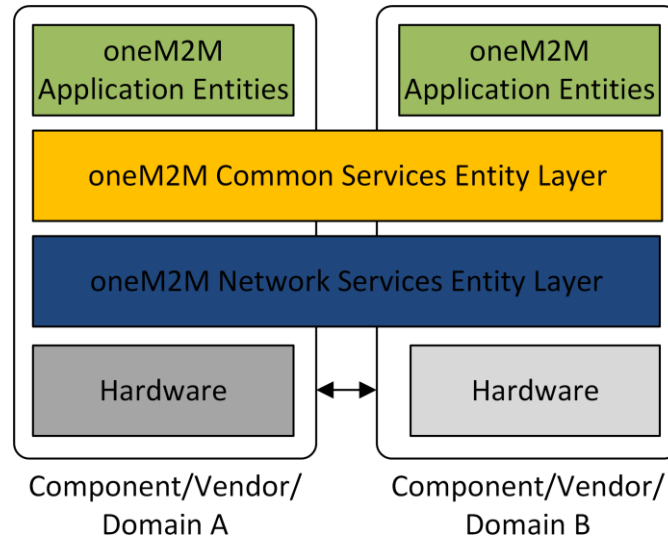 oneM2M
Application Entities
oneM2M
Application Entities
oneM2M Common Services Entity Layer
oneM2M Network Services Entity Layer
Hardware
Hardware
Component/Vendor/
Domain A
Component/Vendor/
Domain B